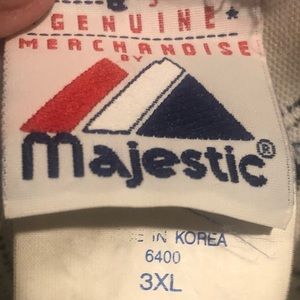 GENUINE *
MERCHANDISE
BY
majestic®
IN KOREA
6400
3XL